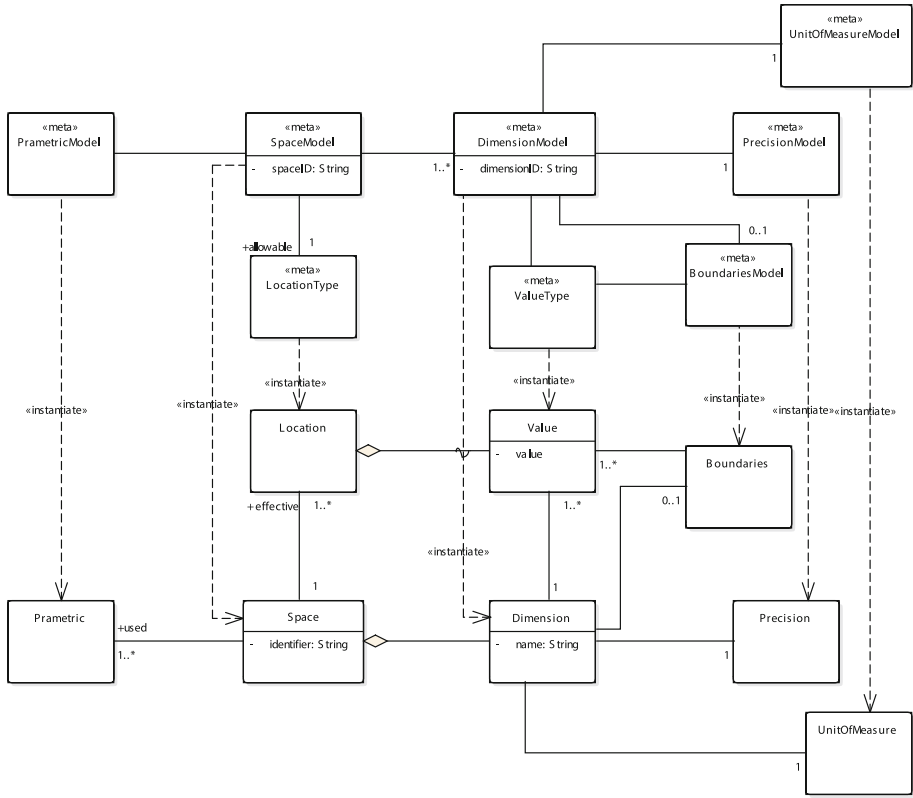 «meta»
UnitOfMeasureModel
1
«meta»
PrametricModel
«meta»
SpaceModel
- spaceID: String
1..*
«meta»
DimensionModel
- dimensionID: String
1
«meta»
PrecisionModel
+allowable
1
0..1
«meta»
LocationType
«meta»
ValueType
«meta»
BoundariesModel
«instantiate»
«instantiate»
«instantiate»
«instantiate»
«instantiate»
«instantiate»
«instantiate»
Location
Value
- value
1..*
Boundaries
+effective
1..*
1..*
0..1
«instantiate»
1
1
Prametric
+used
1..*
Space
- identifier: String
Dimension
- name: String
1
Precision
UnitOfMeasure
1